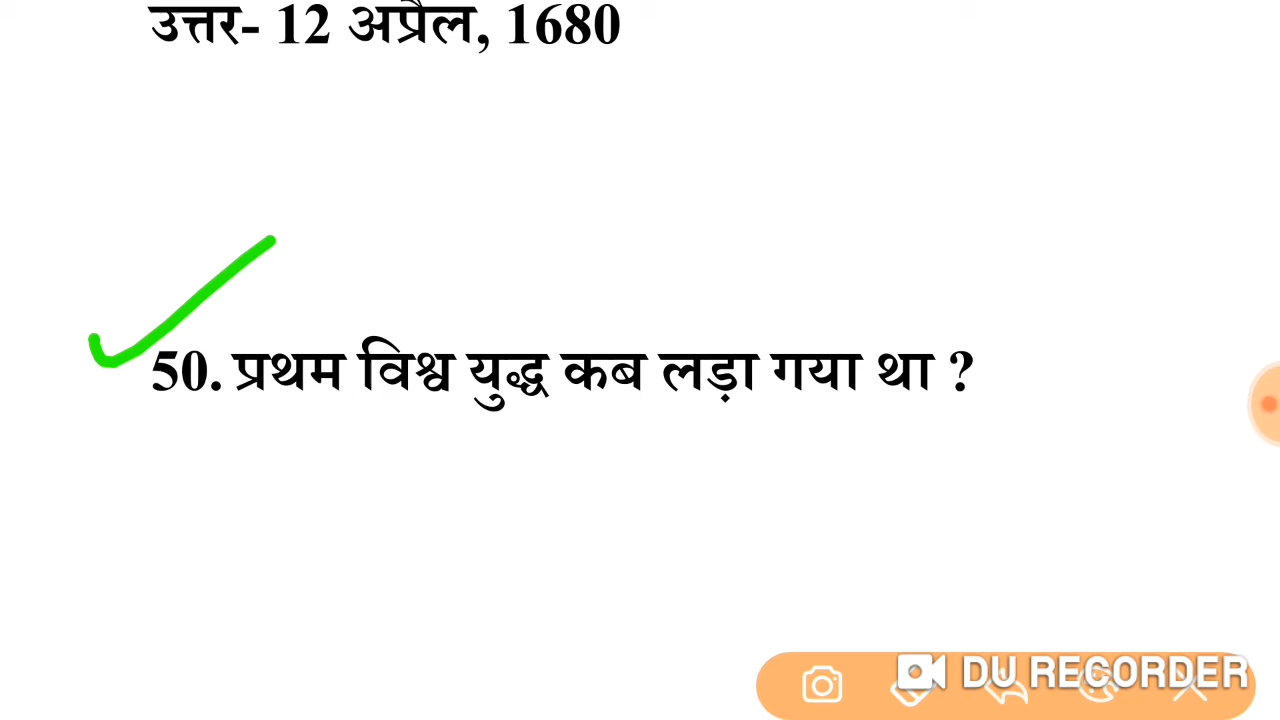 उत्तर- 12 अप्रैल, 1680
50. प्रथम विश्व युद्ध कब लड़ा गया था ?
DU RECORDER